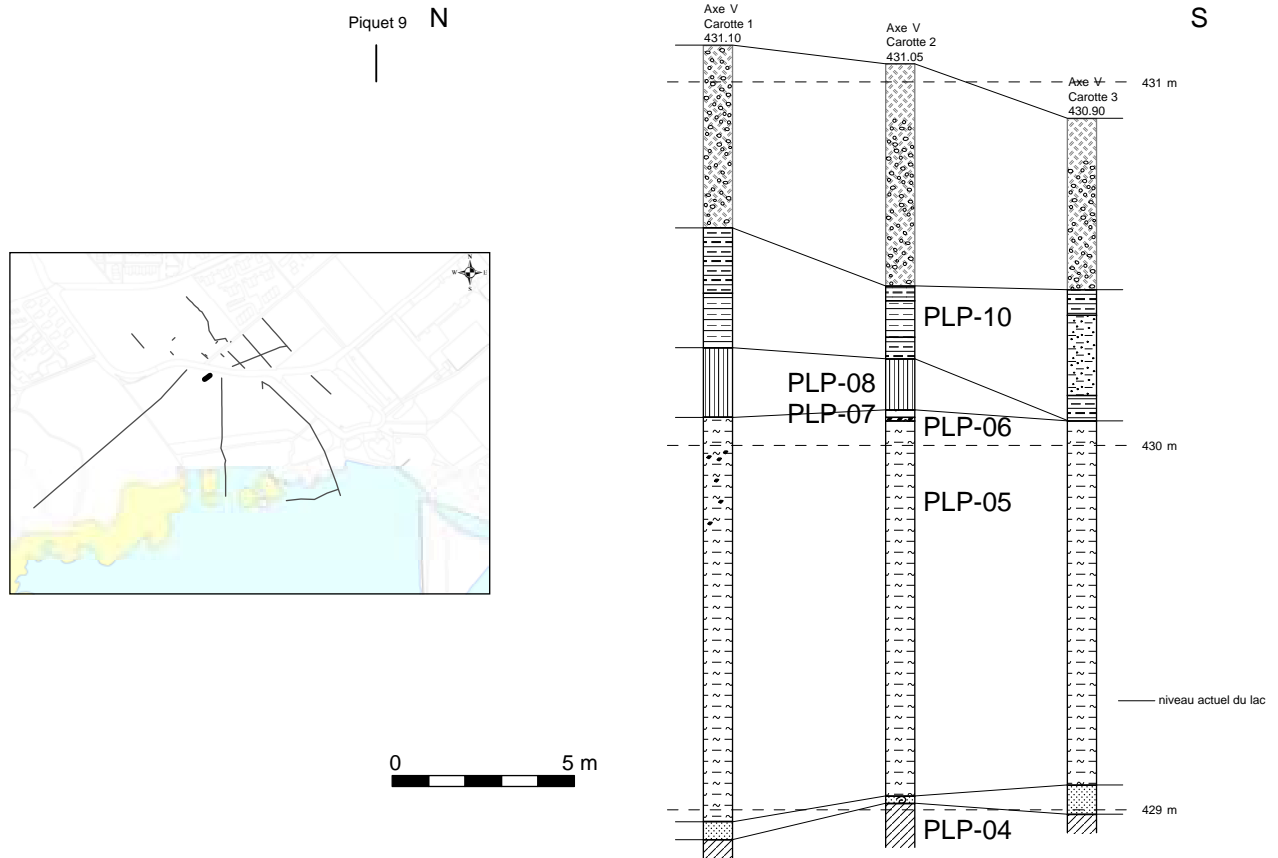 Piquet 9 N
Axe V
Carotte 1
431.10
Axe V
Carotte 2
431.05
S
431 m
Axe V
Carotte 3
430.90
N
W E
S
PLP-10
PLP-08
PLP-07
PLP-06
430 m
PLP-05
niveau actuel du lac
0 5 m
429 m
PLP-04